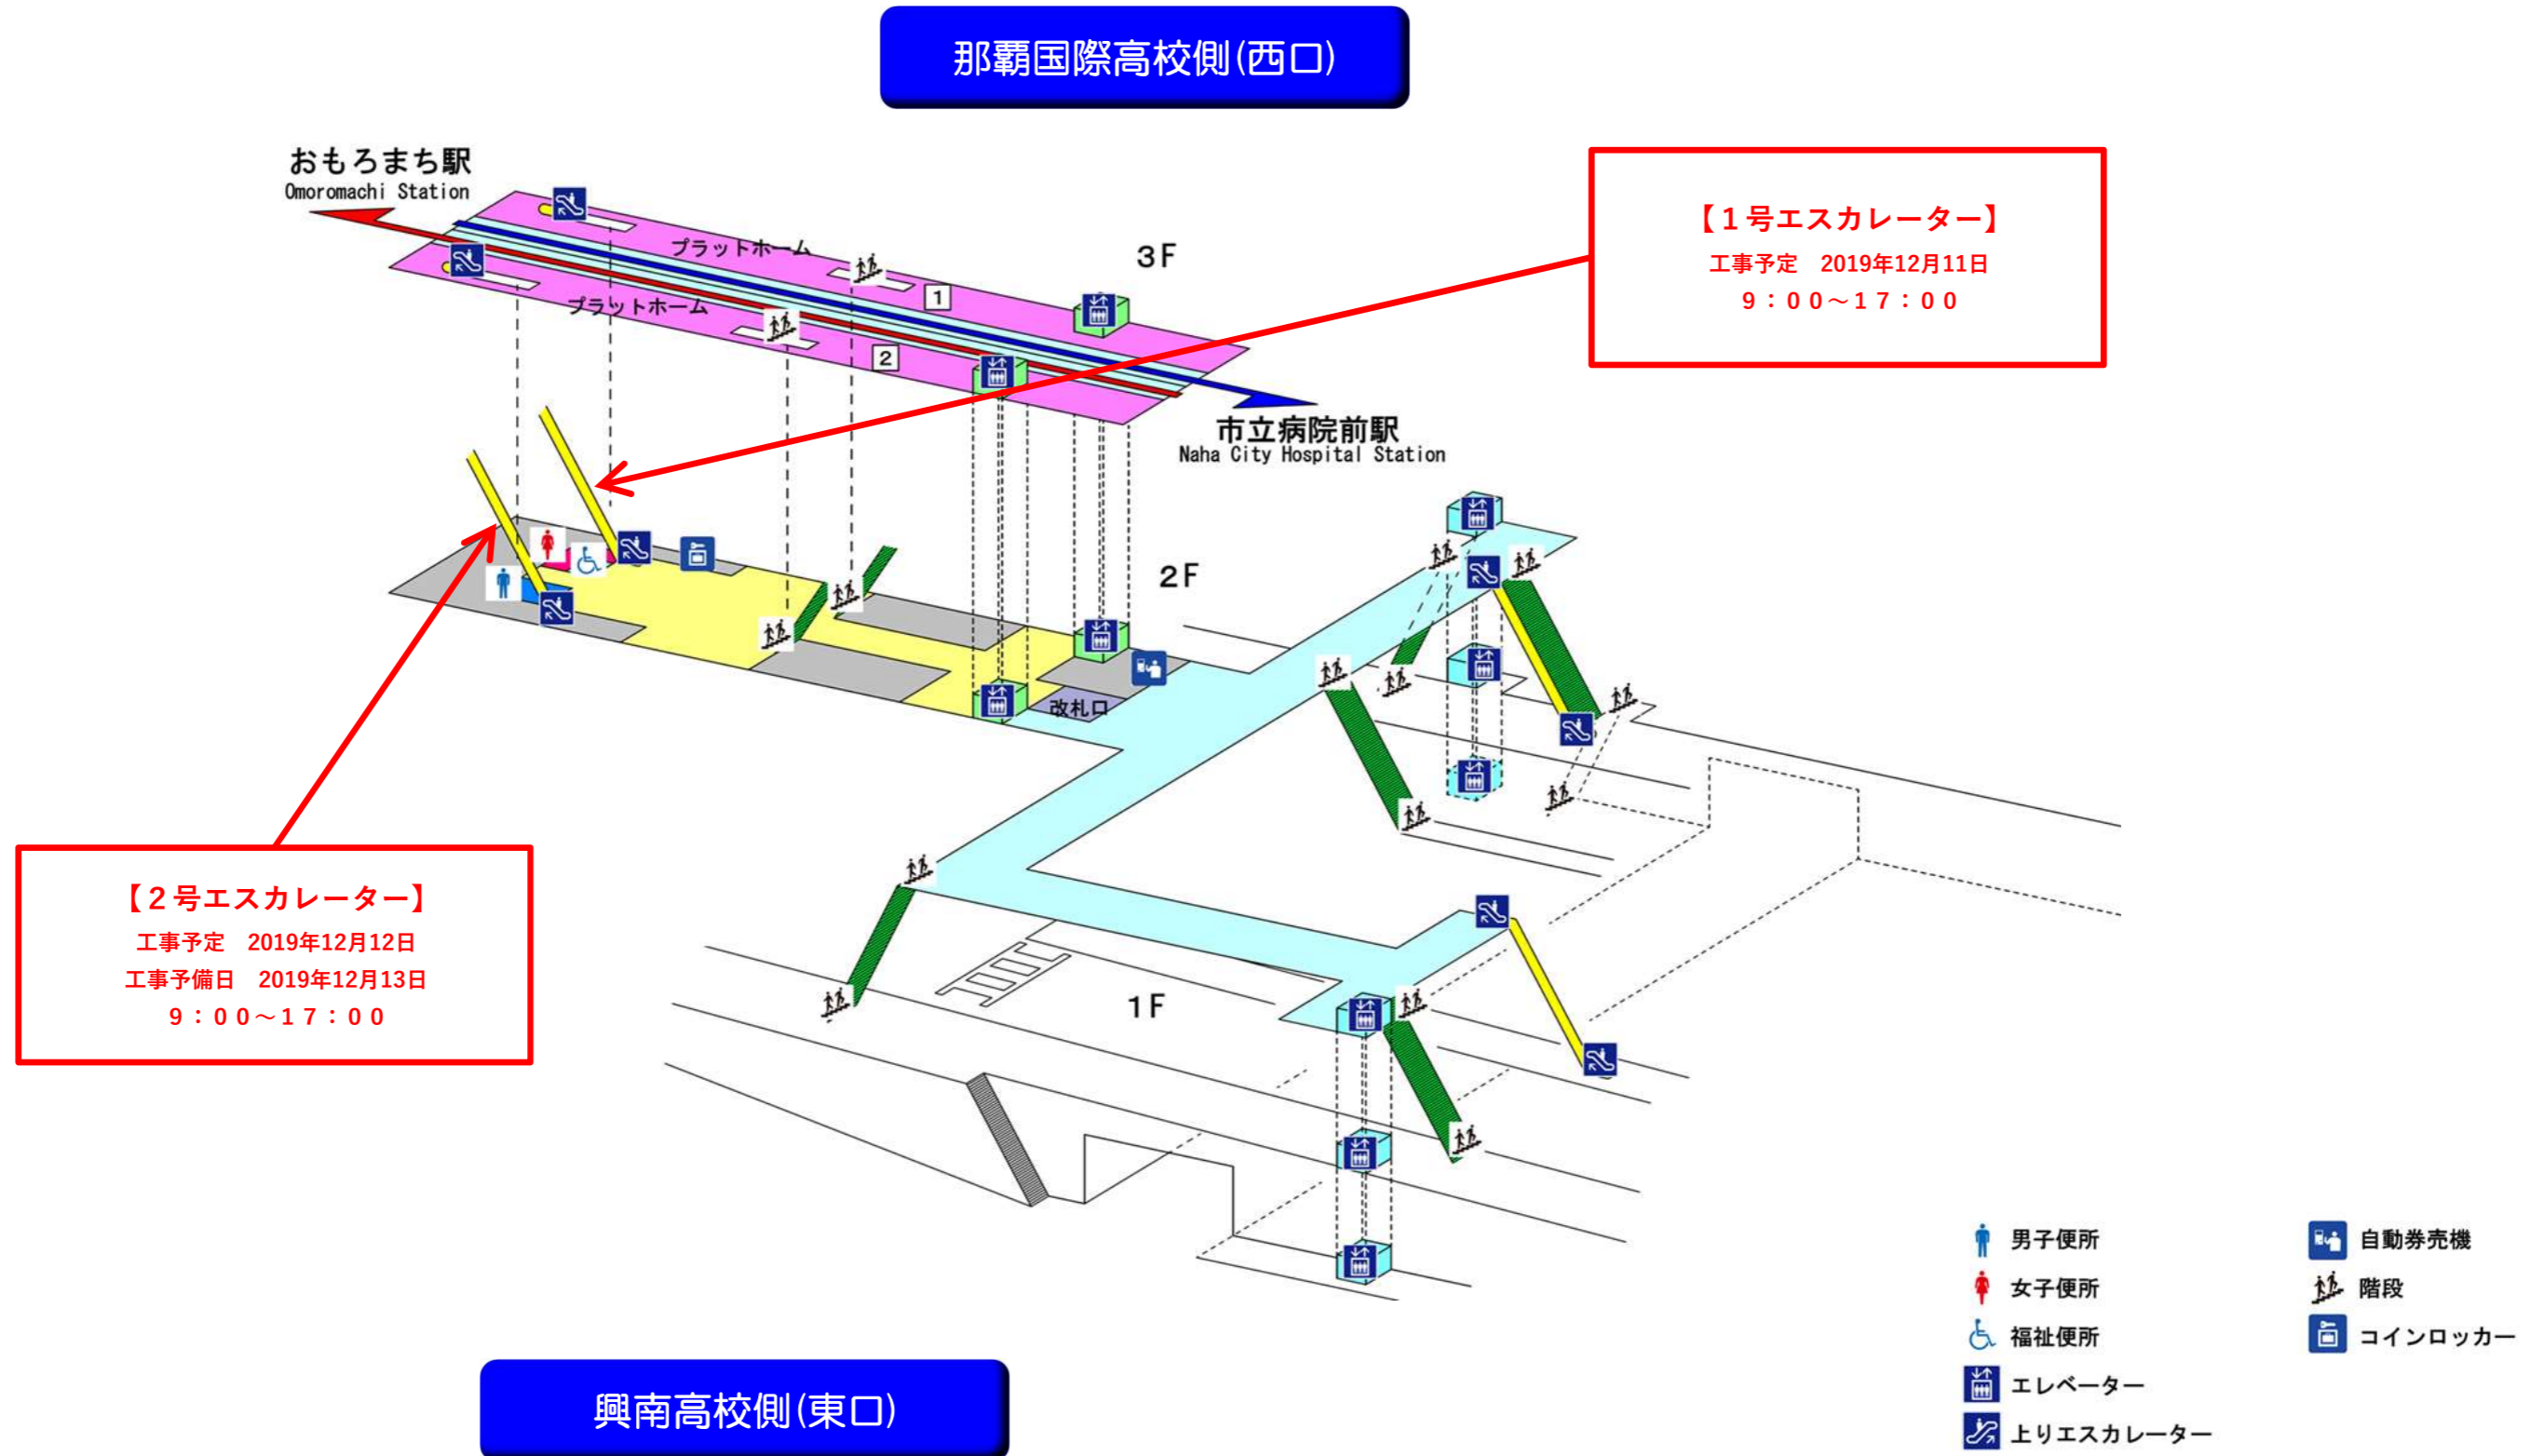 那覇国際高校側(西口)
おもろまち駅
Omoromachi Station
【１号エスカレーター】
工事予定　2019年12月11日
９：００～１７：００
プラットホーム
3F
1
プラットホーム
2
市立病院前駅
Naha City Hospital Station
2F
改札口
【２号エスカレーター】
工事予定　2019年12月12日
工事予備日　2019年12月13日
９：００～１７：００
1F
男子便所
自動券売機
女子便所
階段
福祉便所
コインロッカー
エレベーター
上りエスカレーター
興南高校側(東口)